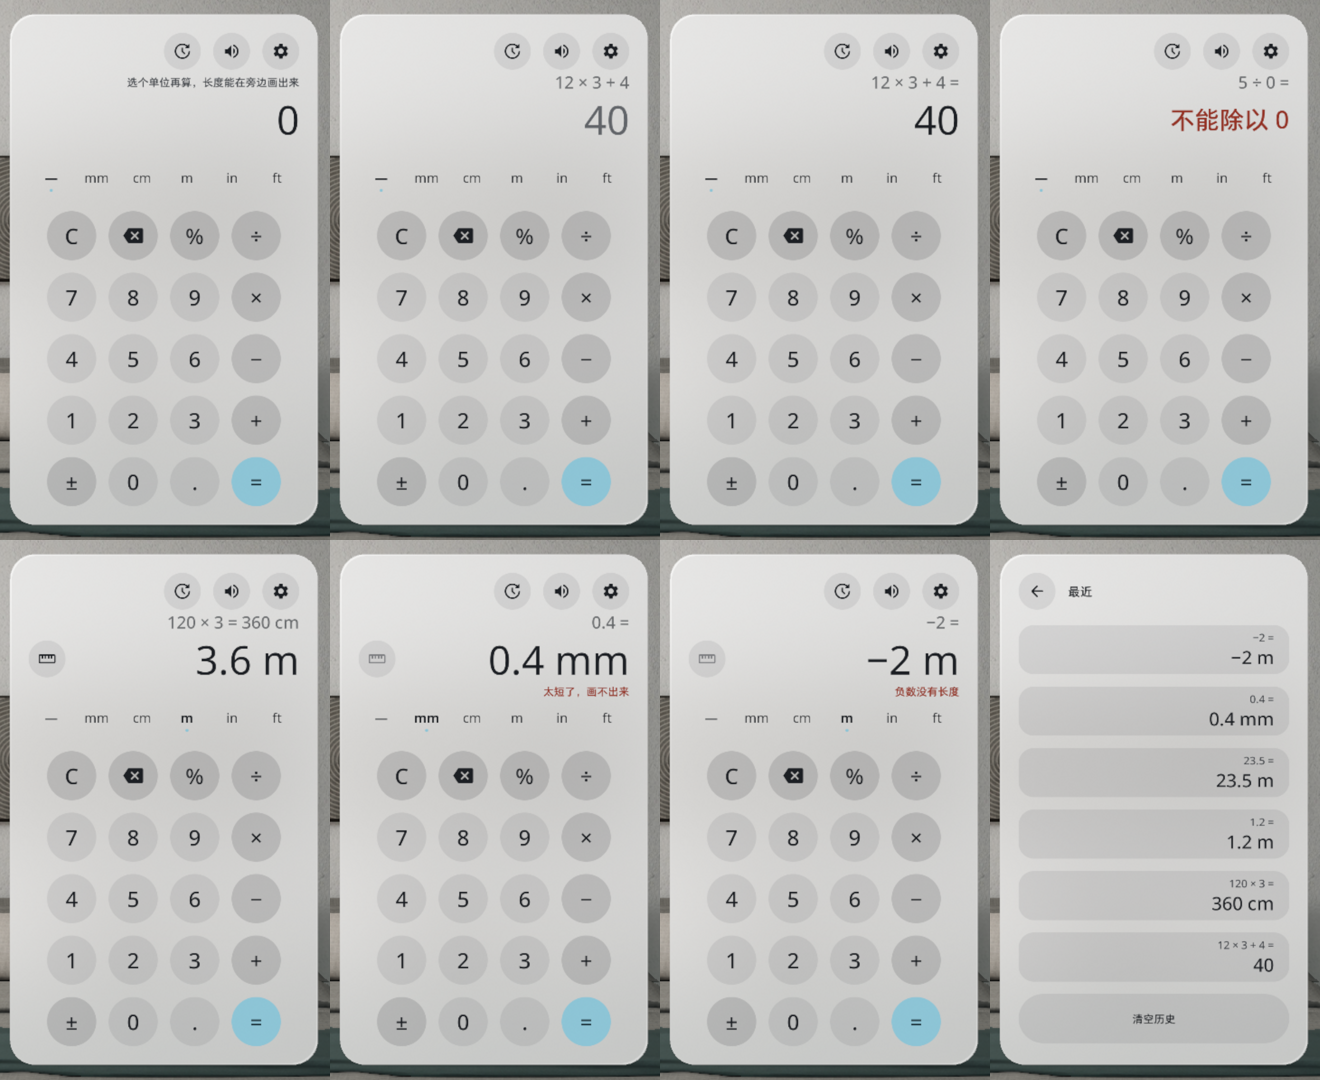 选个单位再算，长度能在旁边画出来
0
— mm cm m in ft
C % ÷
7 8 9 ×
4 5 6 −
1 2 3 +
± 0 . =
12 × 3 + 4
40
— mm cm m in ft
C % ÷
7 8 9 ×
4 5 6 −
1 2 3 +
± 0 . =
12 × 3 + 4 =
40
— mm cm m in ft
C % ÷
7 8 9 ×
4 5 6 −
1 2 3 +
± 0 . =
5 ÷ 0 =
不能除以 0
— mm cm m in ft
C % ÷
7 8 9 ×
4 5 6 −
1 2 3 +
± 0 . =
120 × 3 = 360 cm
3.6 m
— mm cm m in ft
C % ÷
7 8 9 ×
4 5 6 −
1 2 3 +
± 0 . =
0.4 =
0.4 mm
太短了，画不出来
— mm cm m in ft
C % ÷
7 8 9 ×
4 5 6 −
1 2 3 +
± 0 . =
−2 =
−2 m
负数没有长度
— mm cm m in ft
C % ÷
7 8 9 ×
4 5 6 −
1 2 3 +
± 0 . =
最近
−2 =
−2 m
0.4 =
0.4 mm
23.5 =
23.5 m
1.2 =
1.2 m
120 × 3 =
360 cm
12 × 3 + 4 =
40
清空历史